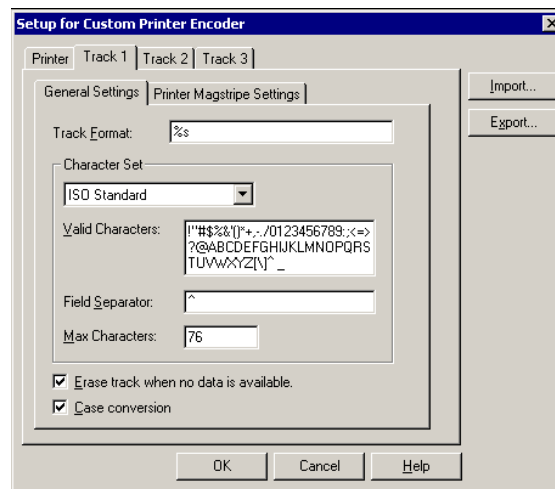 Setup for Custom Printer Encoder
Printer Track 1 Track 2 Track 3
General Settings Printer Magstripe Settings
Import...
Export...
Track Format: %s
Character Set
ISO Standard
Valid Characters: !"#$%&'()*+,-./0123456789:;<=>
?@ABCDEFGHIJKLMNOPQRS
TUVWXYZ[\]^ _
Field Separator: ^
Max Characters: 76
Erase track when no data is available.
Case conversion
OK Cancel Help